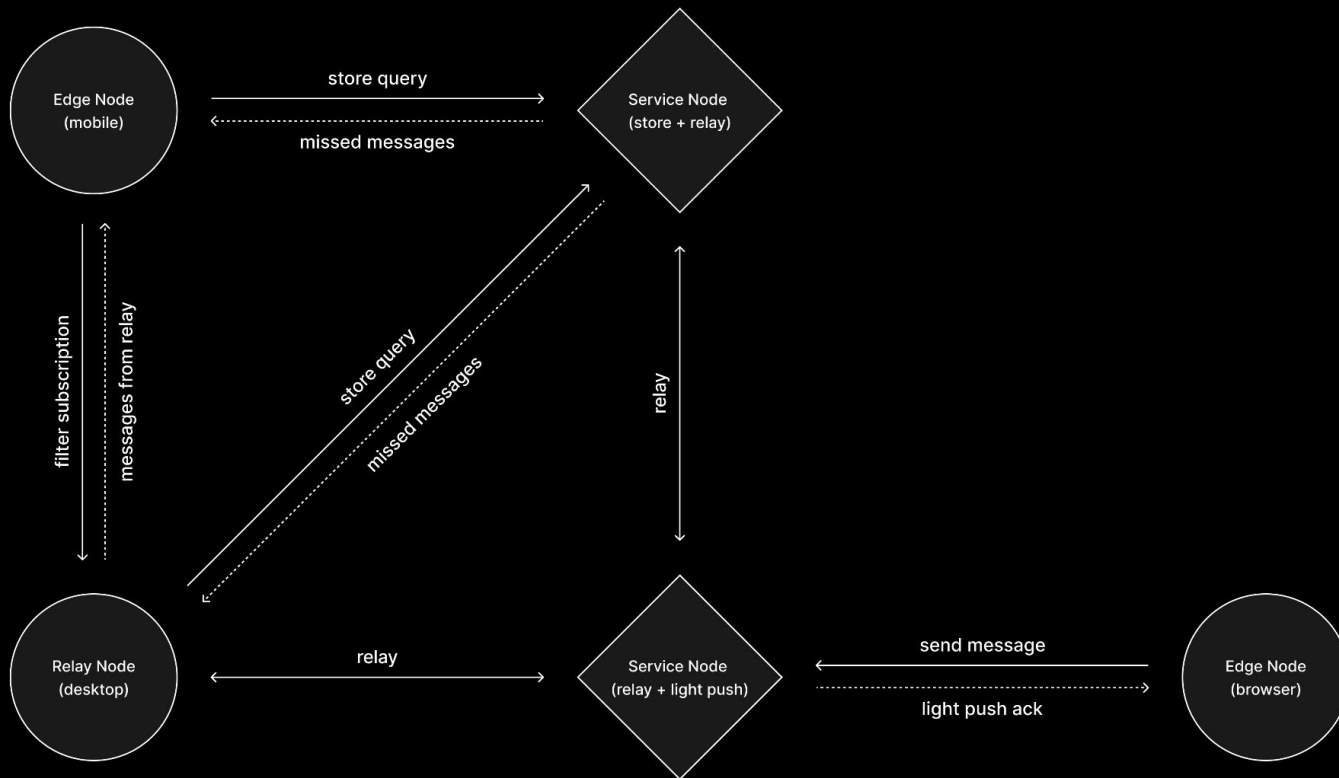 Edge Node
(mobile)
store query
missed messages
Service Node
(store + relay)
filter subscription
messages from relay
store query
missed messages
relay
Relay Node
(desktop)
relay
Service Node
(relay + light push)
send message
light push ack
Edge Node
(browser)